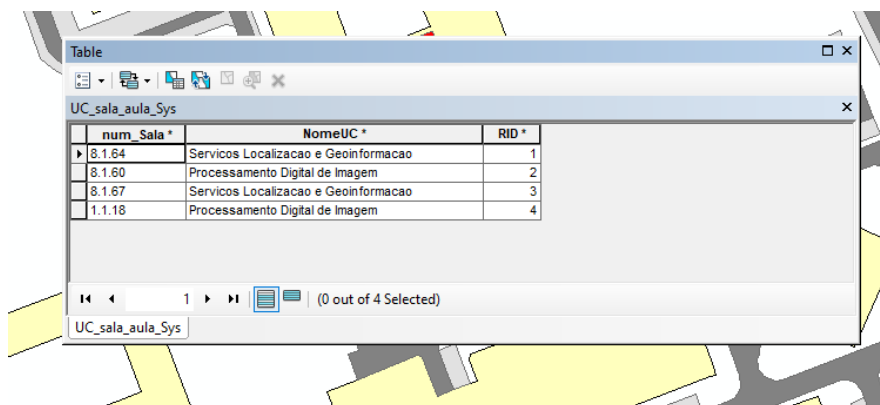 Table
UC_sala_aula_Sys
num_Sala * NomeUC * RID *
8.1.64 Servicos Localizacao e Geoinformacao 1
8.1.60 Processamento Digital de Imagem 2
8.1.67 Servicos Localizacao e Geoinformacao 3
1.1.18 Processamento Digital de Imagem 4
1 (0 out of 4 Selected)
UC_sala_aula_Sys